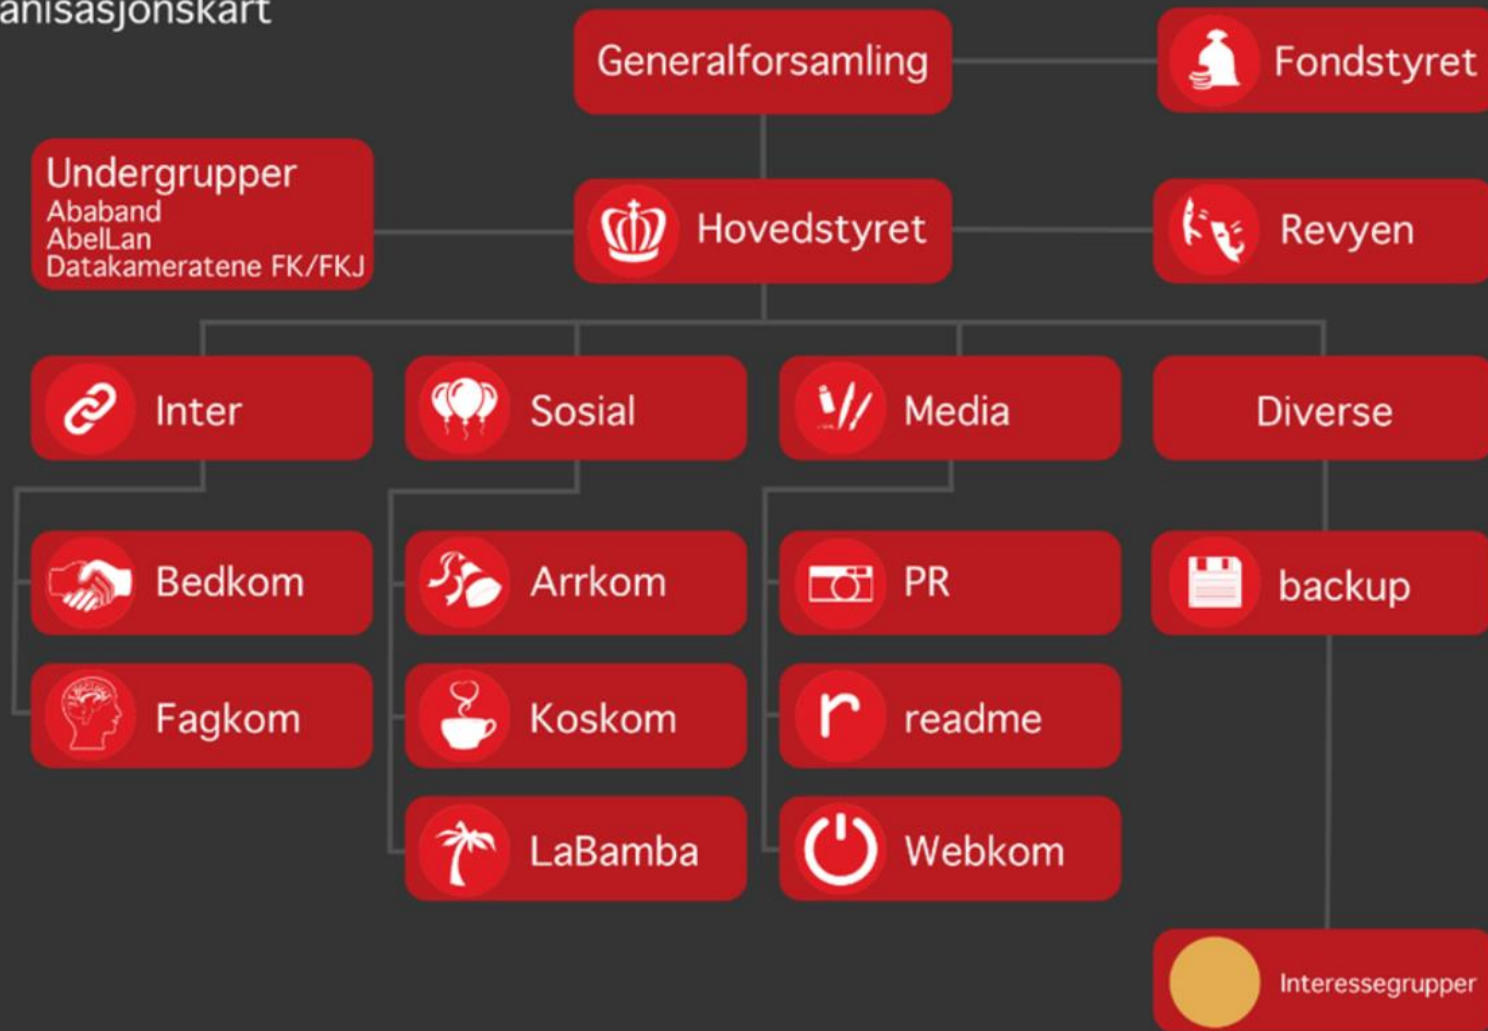 anisasjonskart
Generalforsamling
Fondstyret
Undergrupper
Ababand
AbelLan
Datakameratene FK/FKJ
Hovedstyret
Revyen
Inter
Sosial
Media
Diverse
Bedkom
Arrkom
PR
backup
Fagkom
Koskom
readme
LaBamba
Webkom
Interessegrupper